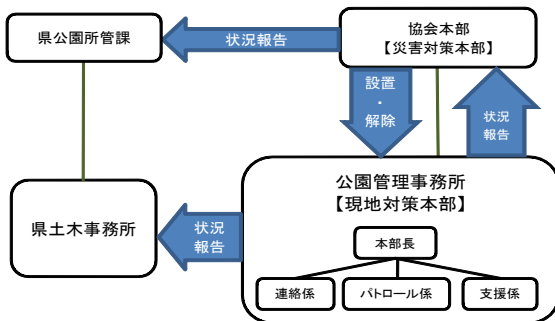 県公園所管課
状況報告
協会本部
【災害対策本部】
設置
・
解除
状況
報告
県土木事務所
状況
報告
公園管理事務所
【現地対策本部】
本部長
連絡係
パトロール係
支援係